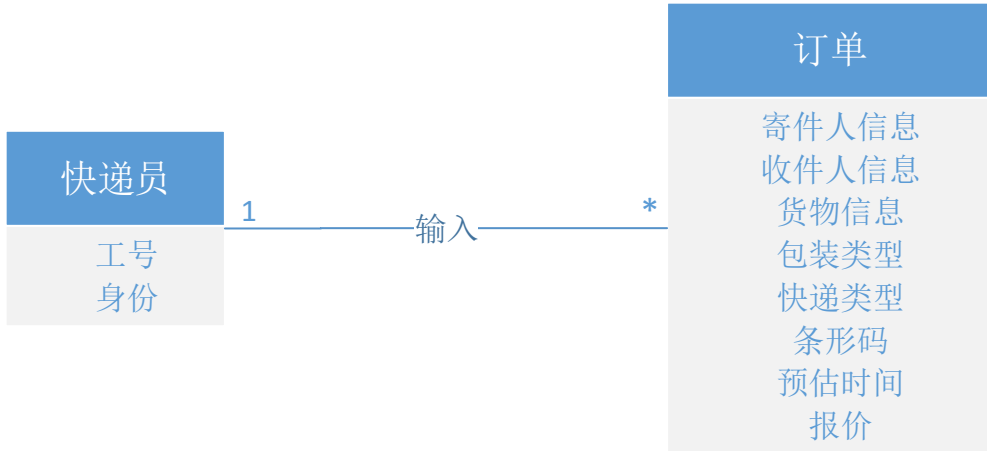 快递员
工号
身份
1
输入
*
订单
寄件人信息
收件人信息
货物信息
包装类型
快递类型
条形码
预估时间
报价